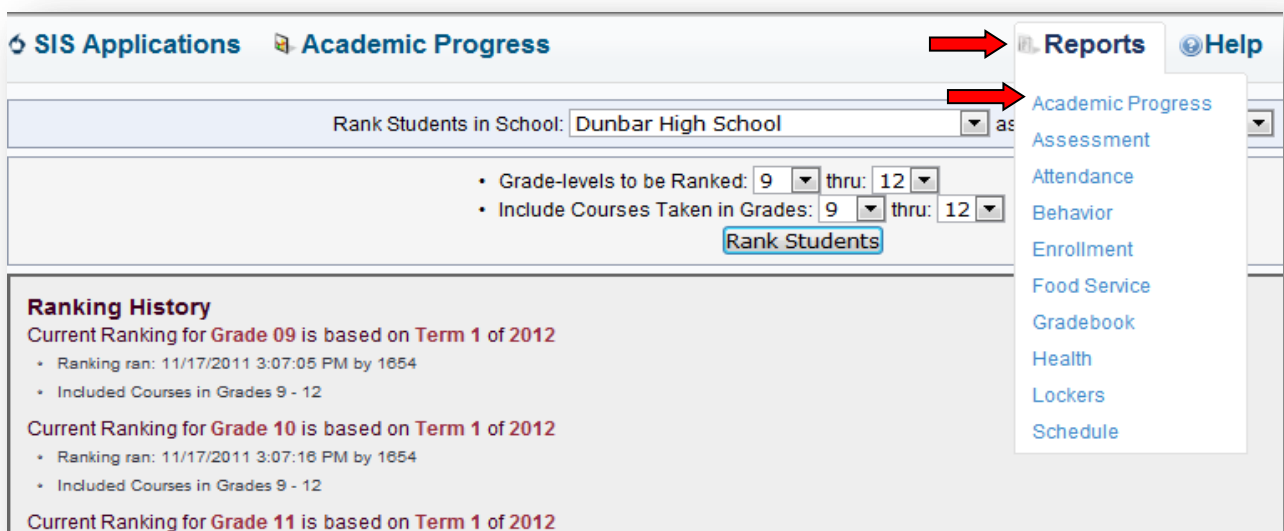 SIS Applications Academic Progress Reports Help
Rank Students in School: Dunbar High School as
• Grade-levels to be Ranked: 9 thru: 12
• Include Courses Taken in Grades: 9 thru: 12
Rank Students
Academic Progress
Assessment
Attendance
Behavior
Enrollment
Food Service
Gradebook
Health
Lockers
Schedule
Ranking History
Current Ranking for Grade 09 is based on Term 1 of 2012
• Ranking ran: 11/17/2011 3:07:05 PM by 1654
• Included Courses in Grades 9 - 12
Current Ranking for Grade 10 is based on Term 1 of 2012
• Ranking ran: 11/17/2011 3:07:16 PM by 1654
• Included Courses in Grades 9 - 12
Current Ranking for Grade 11 is based on Term 1 of 2012